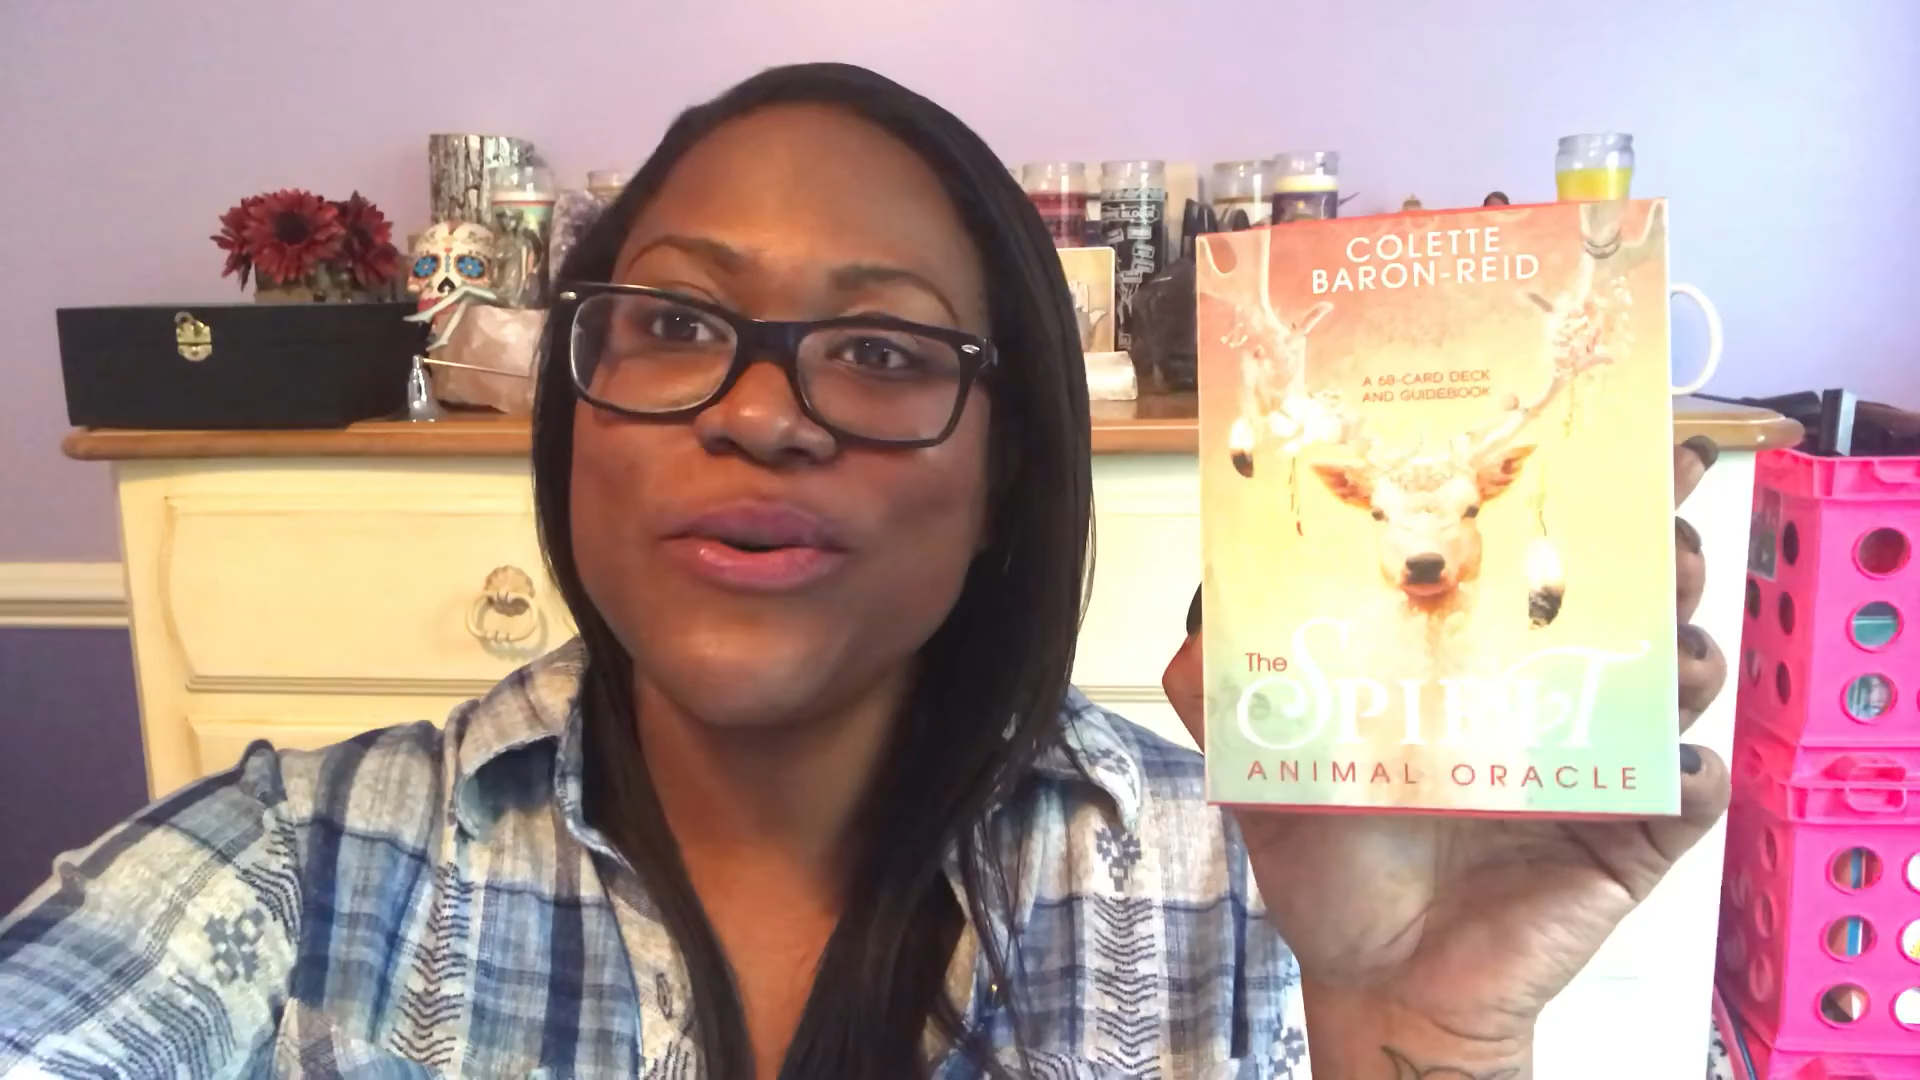 COLETTE
BARON-REID
A 68-CARD DECK
AND GUIDEBOOK
The
SPIRIT
ANIMAL ORACLE